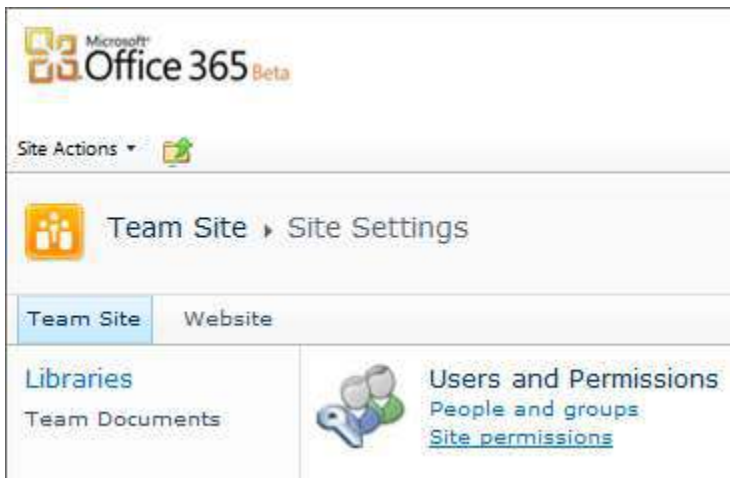 Microsoft®
Office 365 Beta
Site Actions
Team Site ▸ Site Settings
Team Site Website
Libraries
Team Documents
Users and Permissions
People and groups
Site permissions